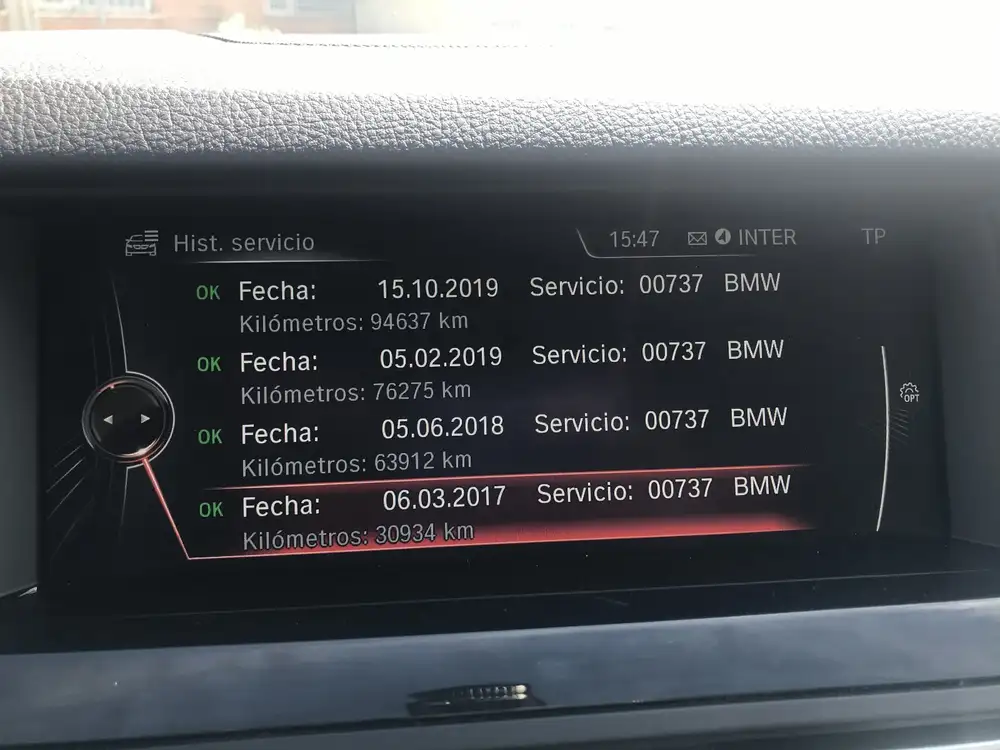 Hist. servicio 15:47 INTER TP
OK Fecha: 15.10.2019 Servicio: 00737 BMW
Kilómetros: 94637 km
OK Fecha: 05.02.2019 Servicio: 00737 BMW
Kilómetros: 76275 km
OPT
OK Fecha: 05.06.2018 Servicio: 00737 BMW
Kilómetros: 63912 km
OK Fecha: 06.03.2017 Servicio: 00737 BMW
Kilómetros: 30934 km